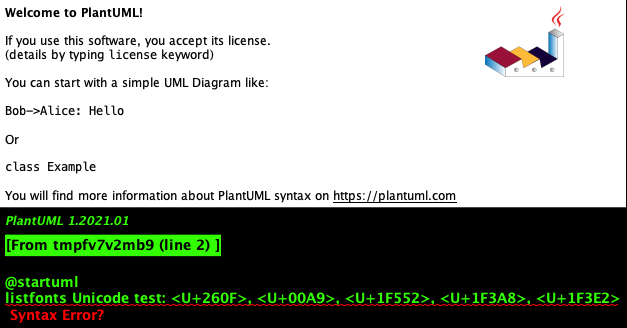 Welcome to PlantUML!
If you use this software, you accept its license.
(details by typing license keyword)
You can start with a simple UML Diagram like:
Bob->Alice: Hello
Or
class Example
You will find more information about PlantUML syntax on https://plantuml.com
PlantUML 1.2021.01
[From tmpfv7v2mb9 (line 2) ]
@startuml
listfonts Unicode test: <U+260F>, <U+00A9>, <U+1F552>, <U+1F3A8>, <U+1F3E2>
Syntax Error?